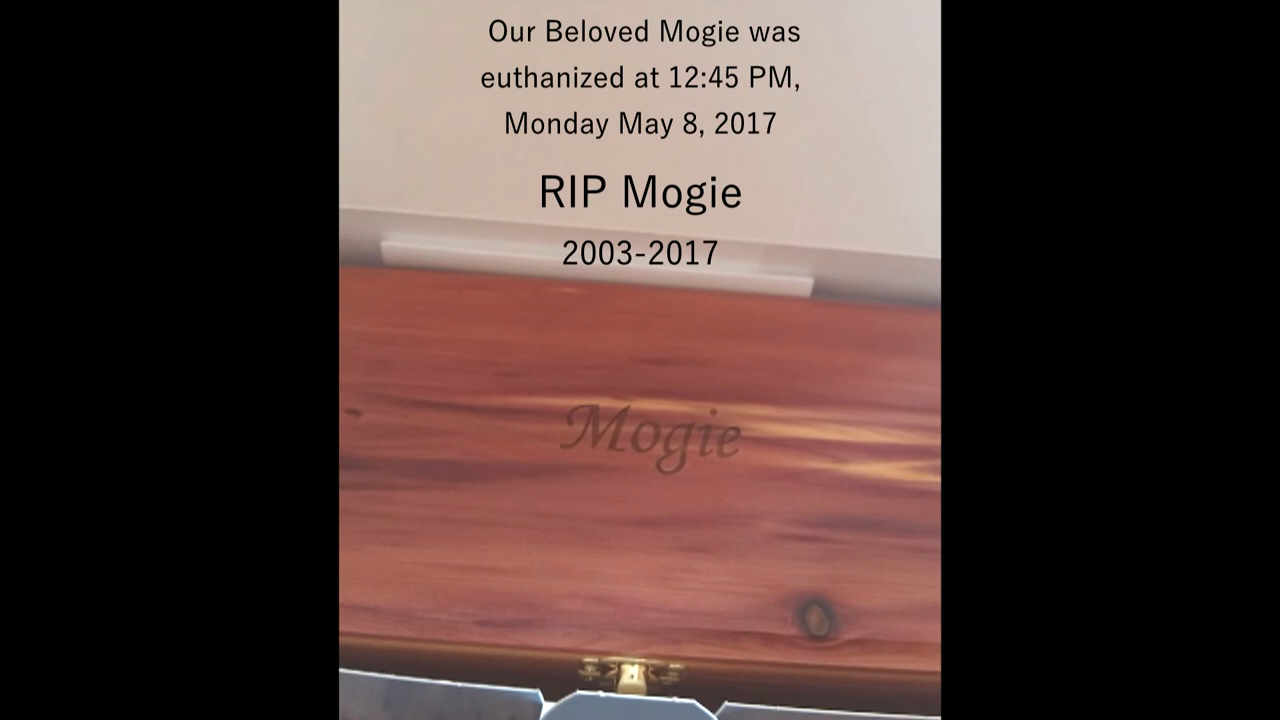 Our Beloved Mogie was
euthanized at 12:45 PM,
Monday May 8, 2017
RIP Mogie
2003-2017
Mogie